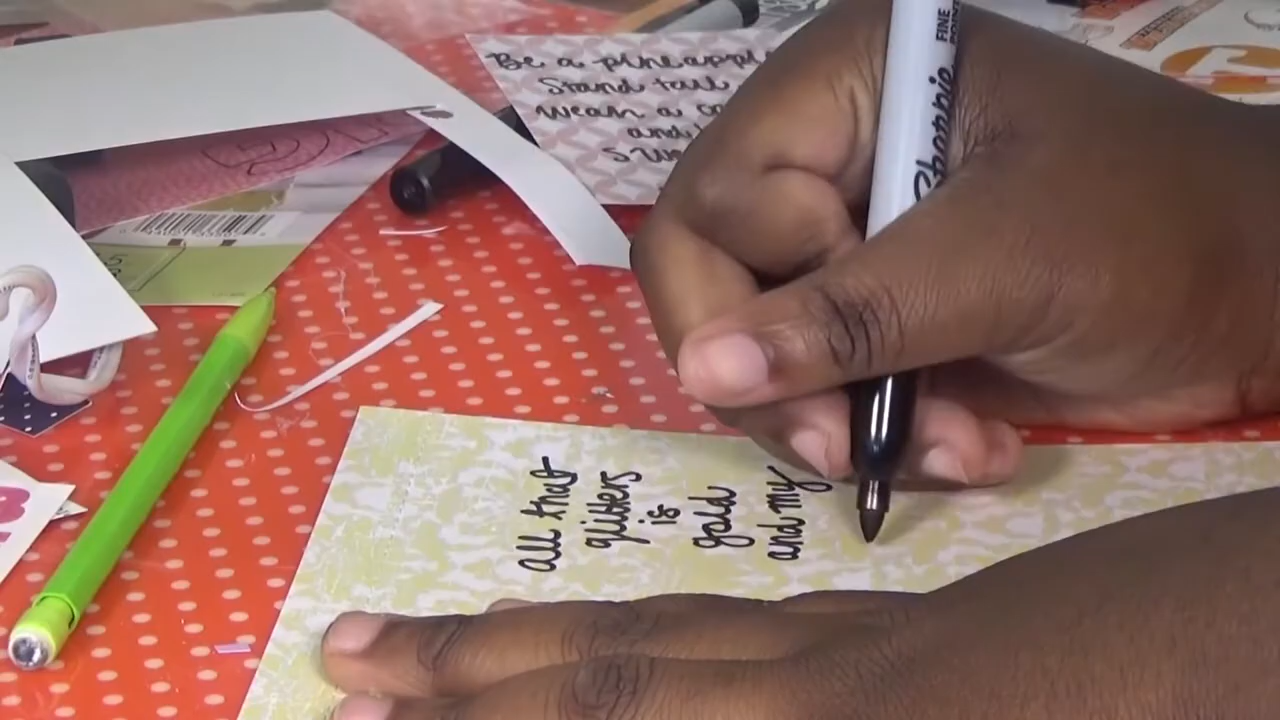 Be a pineapple
Stand tall
Wear a
and
Sharpie
FINE
POINT
all that
glitters
is
gold
and my